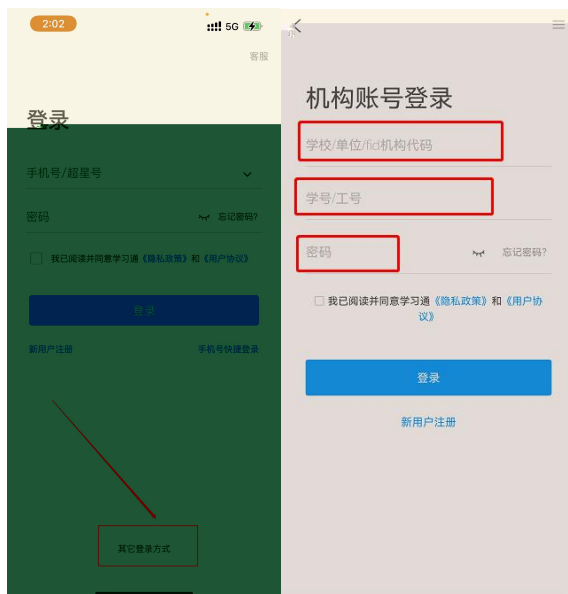 2:02
5G
客服
登录
手机号/超星号
密码
忘记密码?
我已阅读并同意学习通《隐私政策》和《用户协议》
登录
新用户注册
手机号快捷登录
其它登录方式
机构账号登录
学校/单位/fid机构代码
学号/工号
密码
忘记密码?
我已阅读并同意学习通《隐私政策》和《用户协
议》
登录
新用户注册